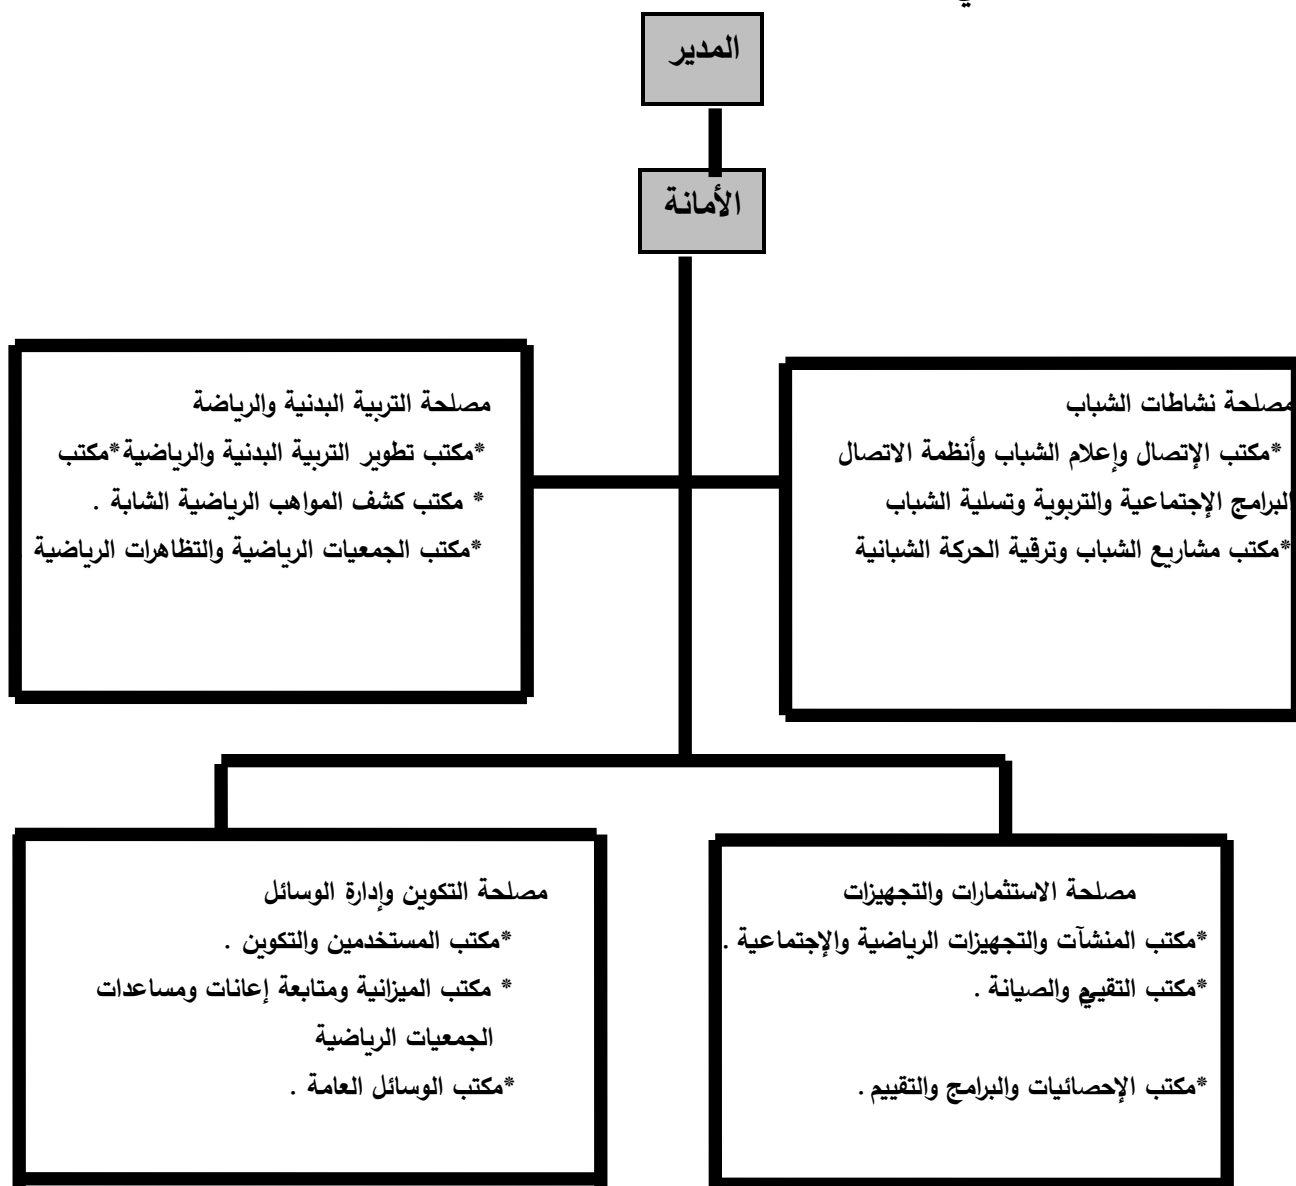 المدير
الأمانة
مصلحة نشاطات الشباب
*مكتب الإتصال وإعلام الشباب وأنظمة الاتصال
البرامج الإجتماعية والتربوية وتسلية الشباب
*مكتب مشاريع الشباب وترقية الحركة الشبانية
مصلحة التربية البدنية والرياضة
*مكتب تطوير التربية البدنية والرياضية*مكتب
* مكتب كشف المواهب الرياضية الشابة .
*مكتب الجمعيات الرياضية والتظاهرات الرياضية
مصلحة الاستثمارات والتجهيزات
*مكتب المنشآت والتجهيزات الرياضية والإجتماعية .
*مكتب التقييم والصيانة .
*مكتب الإحصائيات والبرامج والتقييم .
مصلحة التكوين وإدارة الوسائل
*مكتب المستخدمين والتكوين .
* مكتب الميزانية ومتابعة إعانات ومساعدات
الجمعيات الرياضية
*مكتب الوسائل العامة .